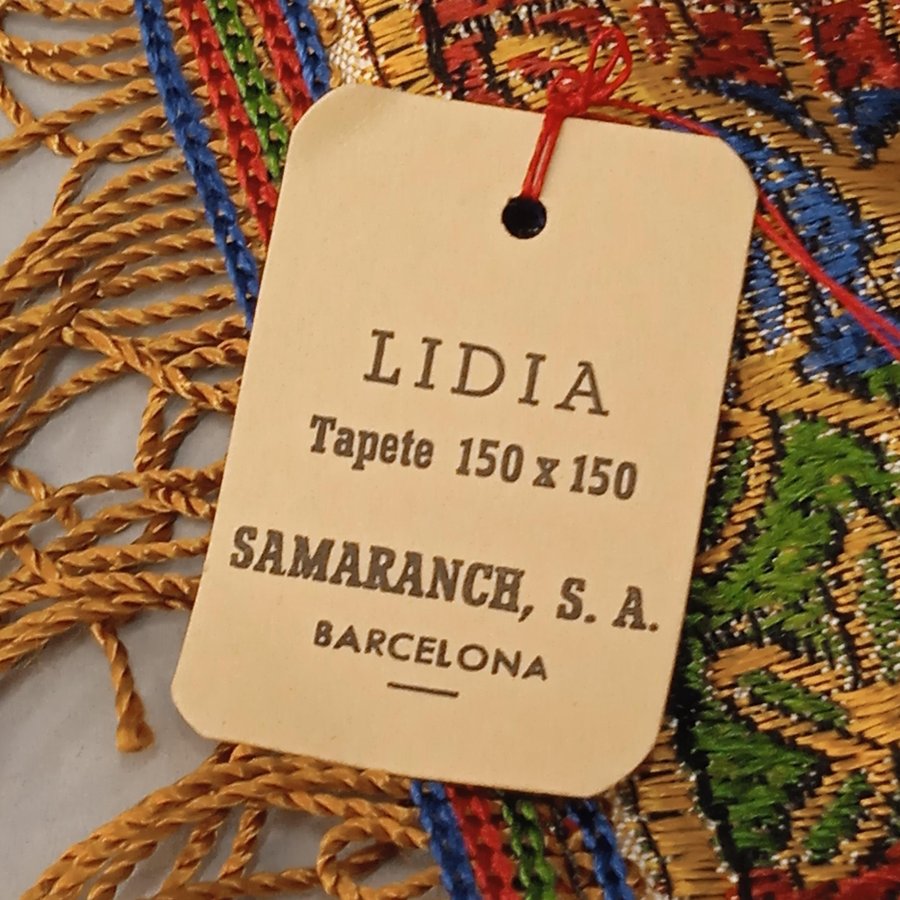 LIDIA
Tapete 150 x 150
SAMARANCH, S. A.
BARCELONA